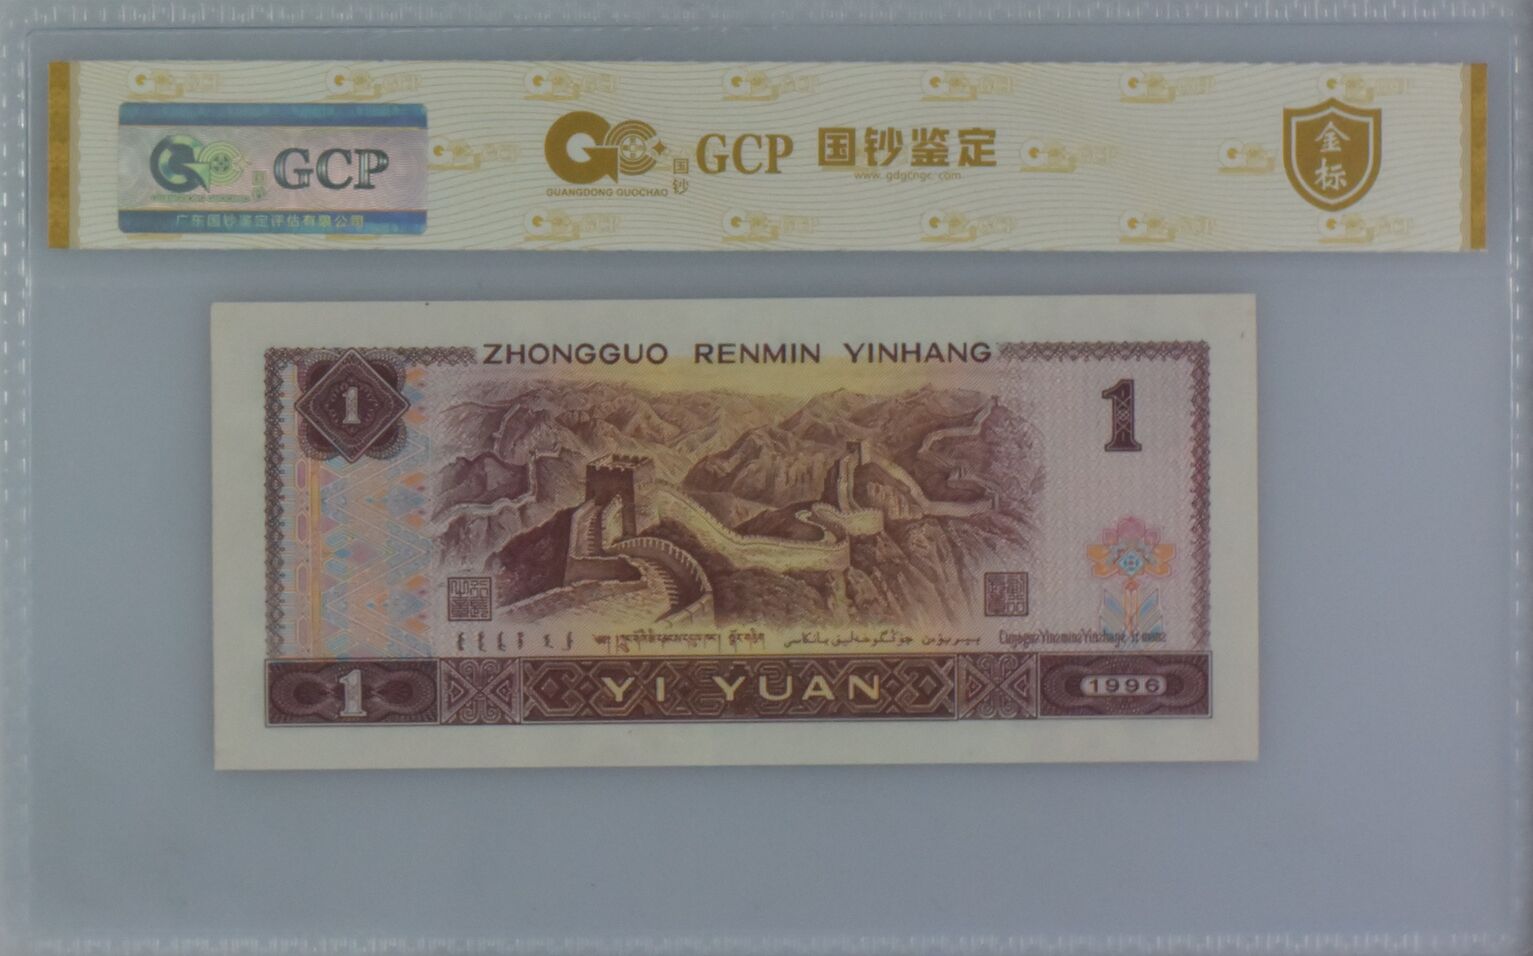 GCP
广东国钞鉴定评估有限公司
GUANGDONG GUOCHAO
国钞
GCP 国钞鉴定
www.gdgcngc.com
金标
ZHONGGUO RENMIN YINHANG
1
1
1
YI YUAN
1996